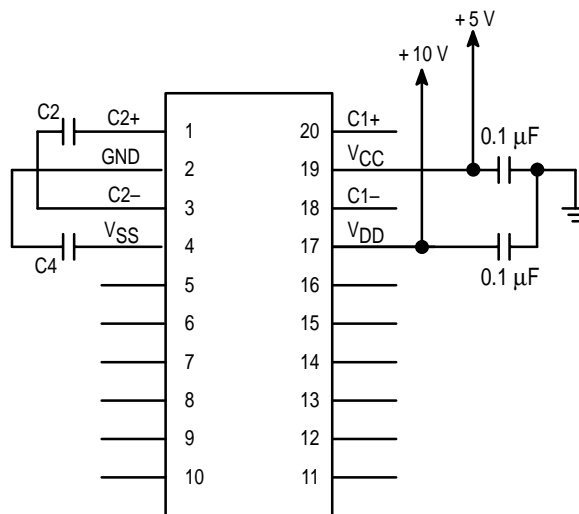 + 5 V
+ 10 V
C2 C2+ 1 20 C1+ 0.1 μF
GND 2 19 VCC
C2– 3 18 C1–
VSS 4 17 VDD
C4 5 16 0.1 μF
6 15
7 14
8 13
9 12
10 11